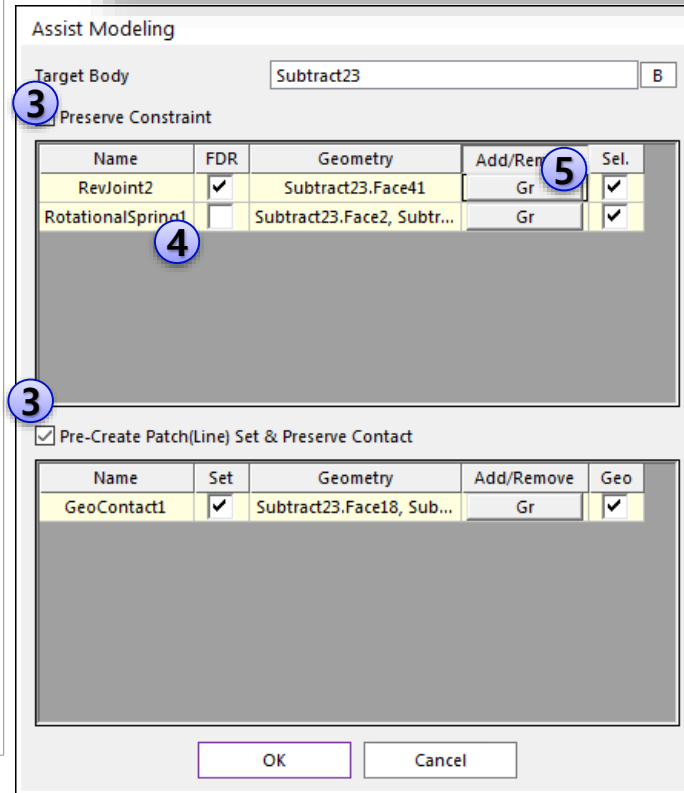 Assist Modeling
Target Body Subtract23 B
3 Preserve Constraint
Name FDR Geometry Sel.
5
RevJoint2 Subtract23.Face41 Gr
RotationalSpring1 Subtract23.Face2, Subtr... Gr
4
3
Pre-Create Patch(Line) Set & Preserve Contact
Name Set Geometry Add/Remove Geo
GeoContact1 Subtract23.Face18, Sub... Gr
OK Cancel